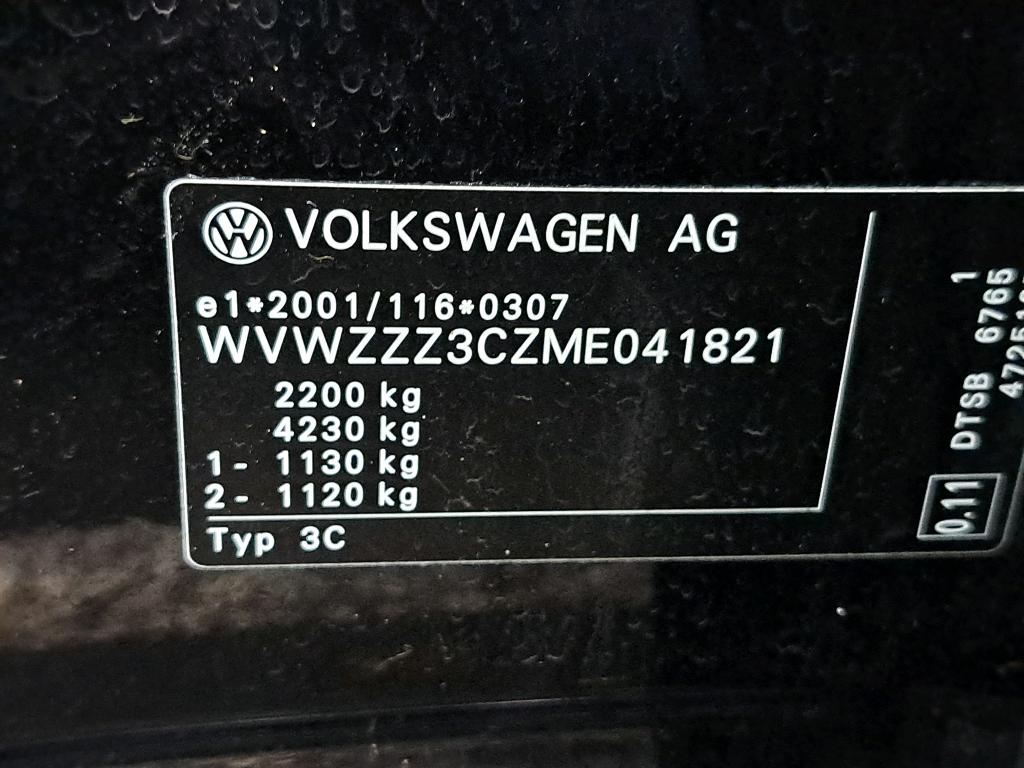 VOLKSWAGEN AG
e1*2001/116*0307
WVWZZZ3CZME041821
2200 kg
4230 kg
1- 1130 kg
2- 1120 kg
Typ 3C
0.11
DTSB 6765 1